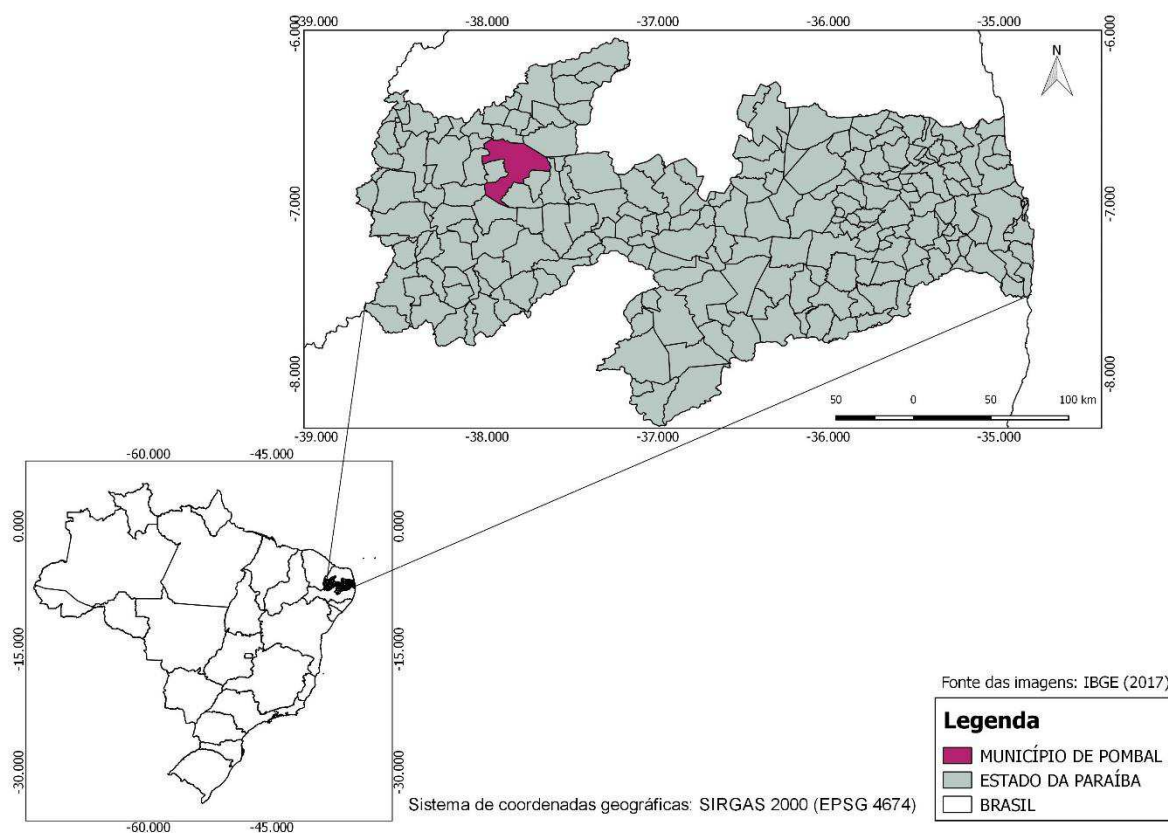 -39.000 -38.000 -37.000 -36.000 -35.000
-6.000 -6.000
N
-7.000 -7.000
-8.000 -8.000
50 0 50 100 km
-39.000 -38.000 -37.000 -36.000 -35.000
-60.000 -45.000
0.000 0.000
-15.000 -15.000
-30.000 -30.000
-60.000 -45.000
Fonte das imagens: IBGE (2017)
Legenda
MUNICÍPIO DE POMBAL
ESTADO DA PARAÍBA
BRASIL
Sistema de coordenadas geográficas: SIRGAS 2000 (EPSG 4674)